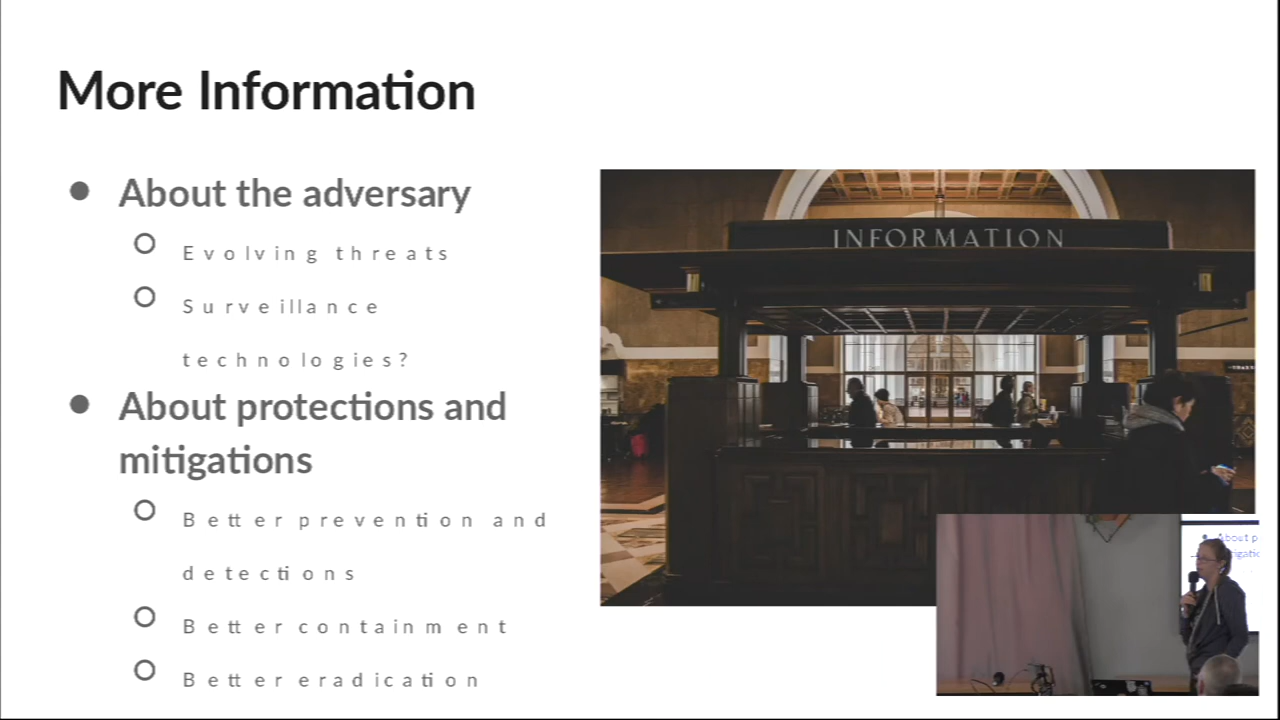 More Information
● About the adversary
○ Evolving threats
○ Surveillance
technologies?
● About protections and
mitigations
○ Better prevention and
detections
○ Better containment
○ Better eradication
INFORMATION
About p